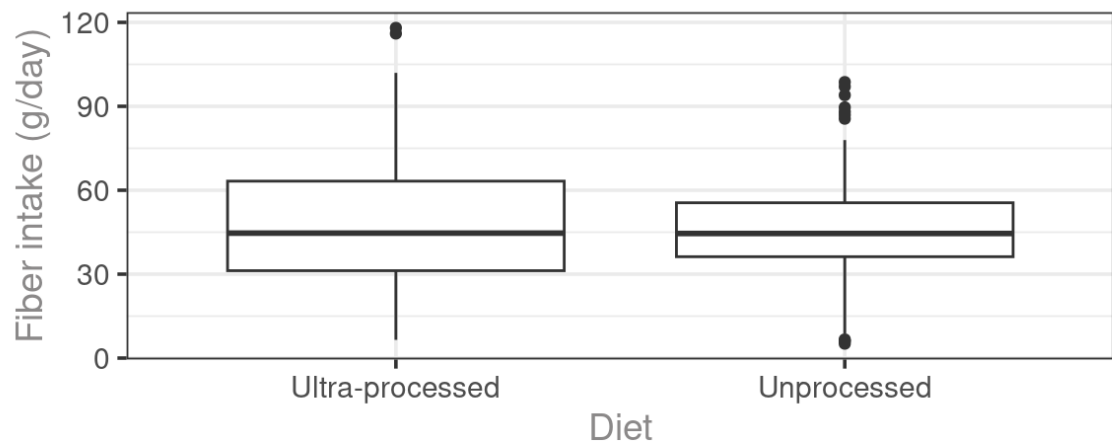 Fiber intake (g/day)
120
90
60
30
0
Ultra-processed Unprocessed
Diet